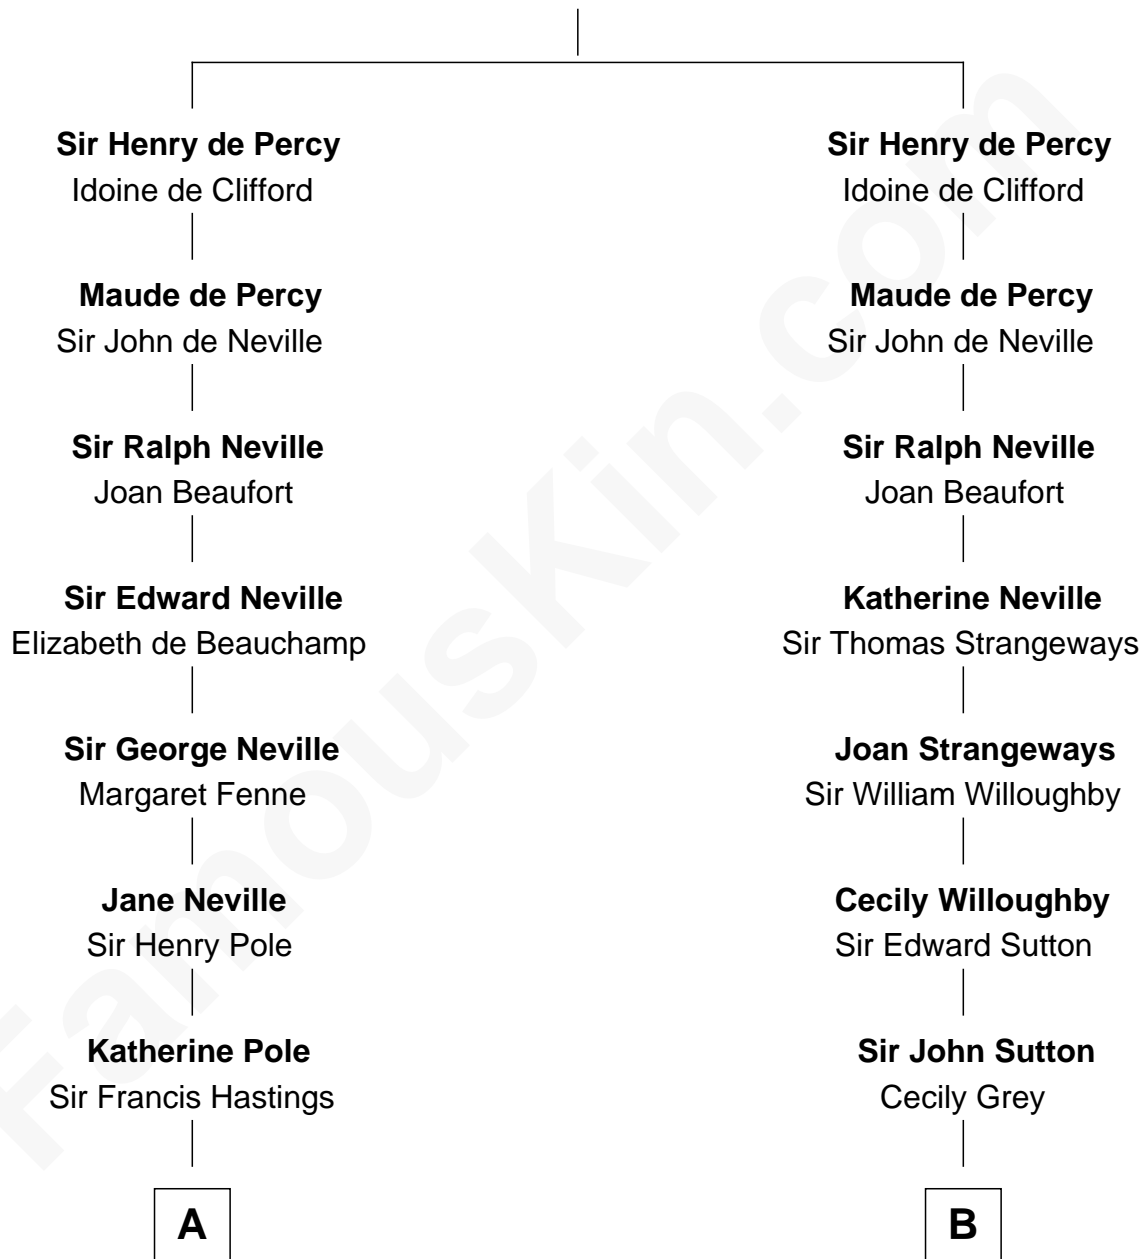 Sir Henry de Percy
Idoine de Clifford
Maude de Percy
Sir John de Neville
Sir Ralph Neville
Joan Beaufort
Sir Edward Neville
Elizabeth de Beauchamp
Sir George Neville
Margaret Fenne
Jane Neville
Sir Henry Pole
Katherine Pole
Sir Francis Hastings
A
Sir Henry de Percy
Idoine de Clifford
Maude de Percy
Sir John de Neville
Sir Ralph Neville
Joan Beaufort
Katherine Neville
Sir Thomas Strangeways
Joan Strangeways
Sir William Willoughby
Cecily Willoughby
Sir Edward Sutton
Sir John Sutton
Cecily Grey
B
FamousKin.com